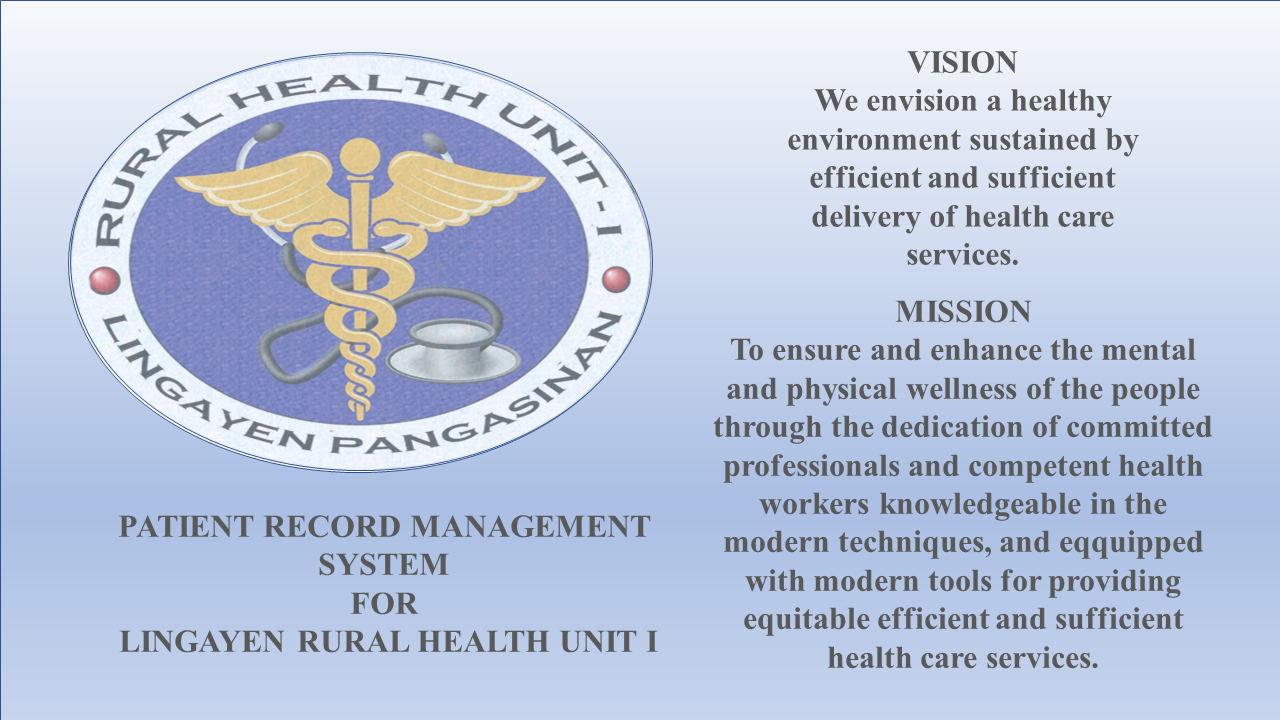 RURAL HEALTH UNIT - I
LINGAYEN PANGASINAN
PATIENT RECORD MANAGEMENT
SYSTEM
FOR
LINGAYEN RURAL HEALTH UNIT I
VISION
We envision a healthy
environment sustained by
efficient and sufficient
delivery of health care
services.
MISSION
To ensure and enhance the mental
and physical wellness of the people
through the dedication of committed
professionals and competent health
workers knowledgeable in the
modern techniques, and eqquipped
with modern tools for providing
equitable efficient and sufficient
health care services.